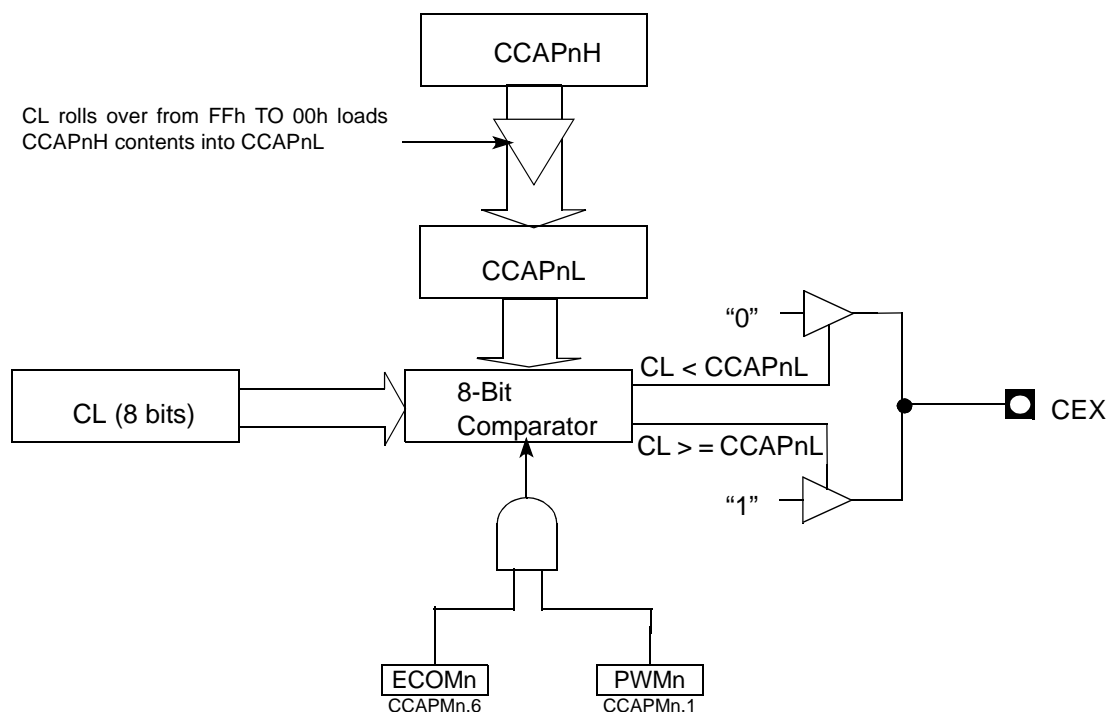 CCAPnH
CL rolls over from FFh TO 00h loads
CCAPnH contents into CCAPnL
CCAPnL
“0”
CL < CCAPnL
CL (8 bits)
8-Bit
Comparator
CEX
CL > = CCAPnL
“1”
ECOMn
CCAPMn.6
PWMn
CCAPMn.1